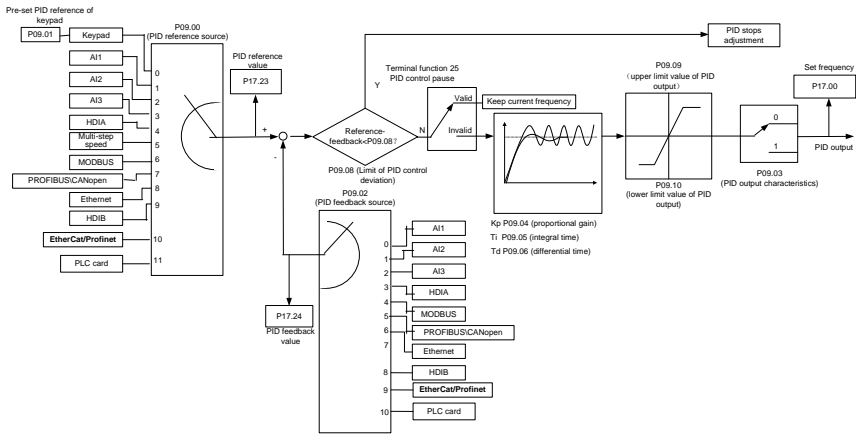 Pre-set PID reference of
keypad
P09.01
Keypad
AI1
AI2
AI3
HDIA
Multi-step
speed
MODBUS
PROFIBUS\CANopen
Ethernet
HDIB
EtherCat/Profinet
PLC card
P09.00
(PID reference source)
0
1
2
3
4
5
6
7
8
9
10
11
PID reference
value
P17.23
+
-
Reference-
feedback<P09.08?
P09.08 (Limit of PID control
deviation)
Y
N
Terminal function 25
PID control pause
Valid
Invalid
Keep current frequency
PID stops
adjustment
Kp P09.04 (proportional gain)
Ti P09.05 (integral time)
Td P09.06 (differential time)
P09.09
(upper limit value of PID
output)
P09.10
(lower limit value of PID
output)
0
1
P09.03
(PID output characteristics)
Set frequency
P17.00
PID output
P09.02
(PID feedback source)
P17.24
PID feedback
value
0
1
2
3
4
5
6
7
8
9
10
AI1
AI2
AI3
HDIA
MODBUS
PROFIBUS\CANopen
Ethernet
HDIB
EtherCat/Profinet
PLC card